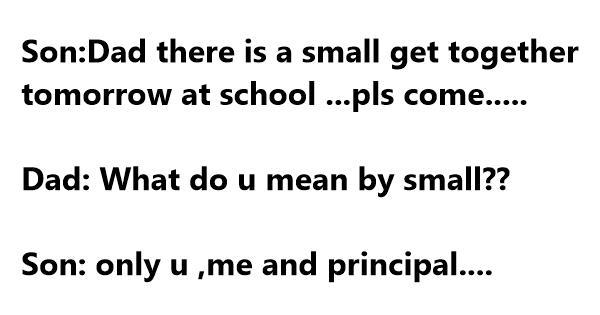 Son:Dad there is a small get together
tomorrow at school ...pls come.....
Dad: What do u mean by small??
Son: only u ,me and principal....